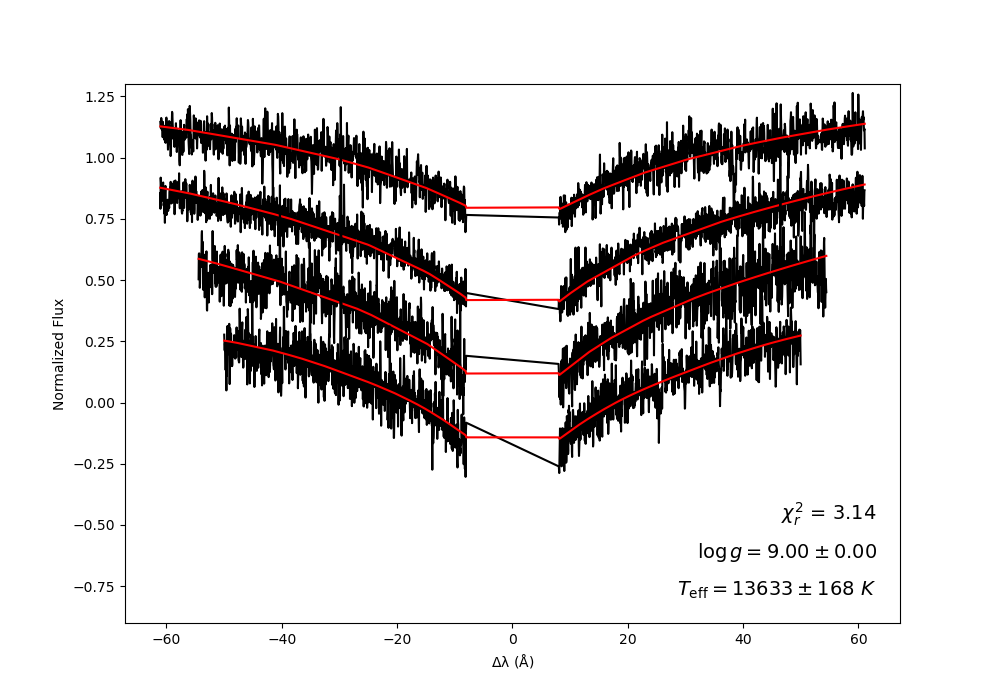 1.25
1.00
0.75
0.50
0.25
0.00
−0.25
−0.50
−0.75
Normalized Flux
χ²ᵣ = 3.14
log g = 9.00 ± 0.00
T_eff = 13633 ± 168 K
−60 −40 −20 0 20 40 60
Δλ (Å)